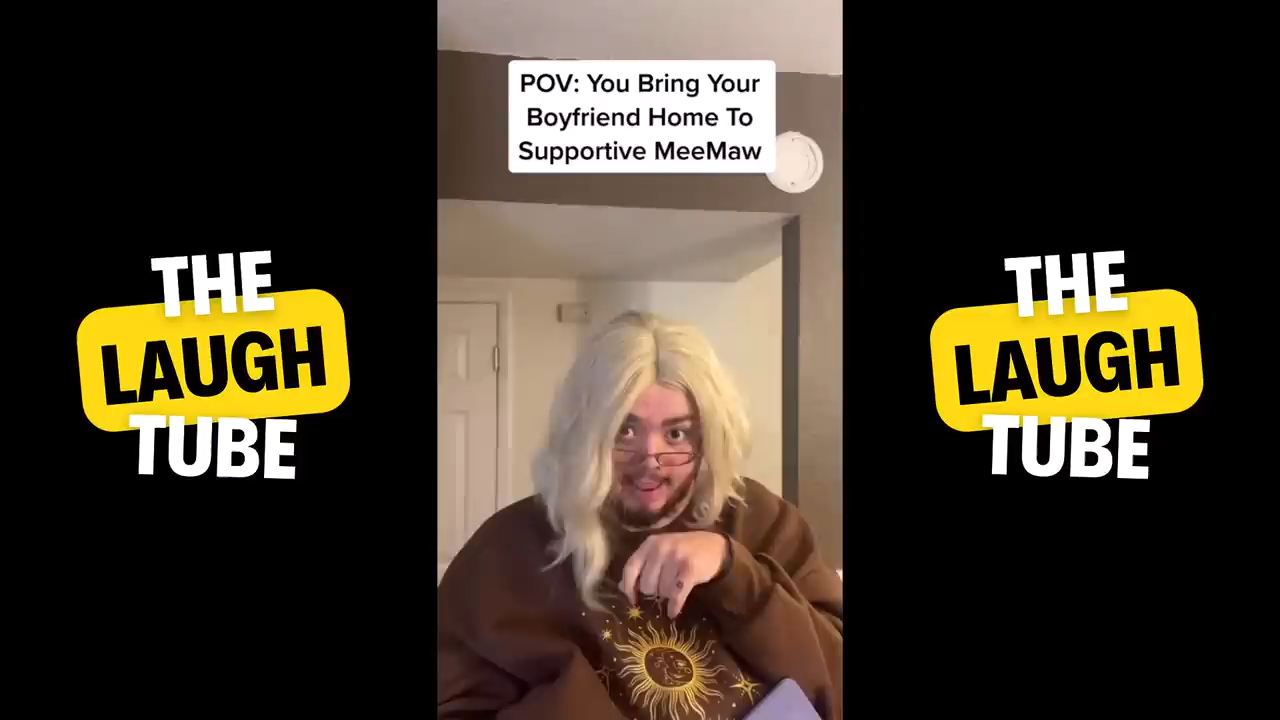 POV: You Bring Your
Boyfriend Home To
Supportive MeeMaw
THE
LAUGH
TUBE
THE
LAUGH
TUBE